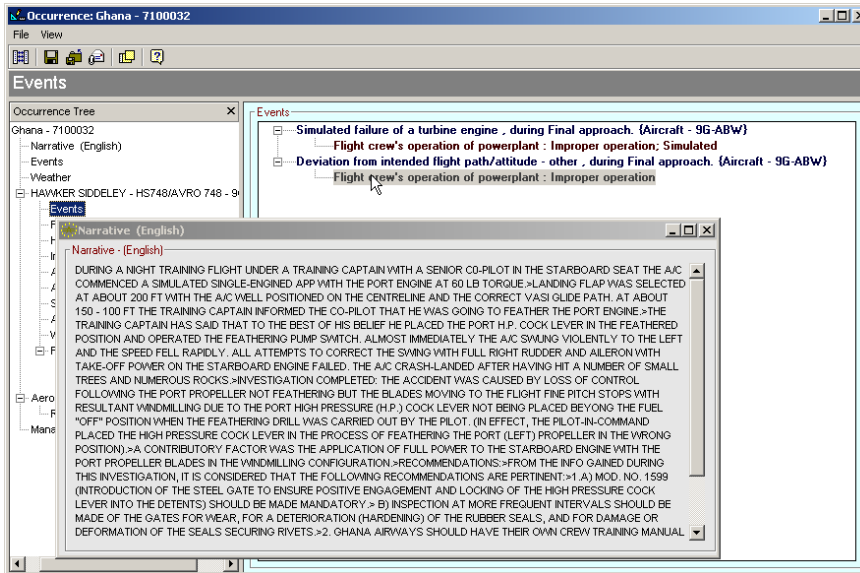 Occurrence: Ghana - 7100032
File View
Events
Occurrence Tree
Ghana - 7100032
Narrative (English)
Events
Weather
HAWKER SIDDELEY - HS748/AVRO 748 - 9
Events
Aero
Mana
Events
Simulated failure of a turbine engine , during Final approach. {Aircraft - 9G-ABW}
Flight crew's operation of powerplant : Improper operation; Simulated
Deviation from intended flight path/attitude - other , during Final approach. {Aircraft - 9G-ABW}
Flight crew's operation of powerplant : Improper operation
Narrative (English)
Narrative - (English)
DURING A NIGHT TRAINING FLIGHT UNDER A TRAINING CAPTAIN WITH A SENIOR C0-PILOT IN THE STARBOARD SEAT THE A/C
COMMENCED A SIMULATED SINGLE-ENGINED APP WITH THE PORT ENGINE AT 60 LB TORQUE.»LANDING FLAP WAS SELECTED
AT ABOUT 200 FT WITH THE A/C WELL POSITIONED ON THE CENTRELINE AND THE CORRECT VASI GLIDE PATH. AT ABOUT
150 - 100 FT THE TRAINING CAPTAIN INFORMED THE CO-PILOT THAT HE WAS GOING TO FEATHER THE PORT ENGINE.»THE
TRAINING CAPTAIN HAS SAID THAT TO THE BEST OF HIS BELIEF HE PLACED THE PORT H.P. COCK LEVER IN THE FEATHERED
POSITION AND OPERATED THE FEATHERING PUMP SWITCH. ALMOST IMMEDIATELY THE A/C SWUNG VIOLENTLY TO THE LEFT
AND THE SPEED FELL RAPIDLY. ALL ATTEMPTS TO CORRECT THE SWING WITH FULL RIGHT RUDDER AND AILERON WITH
TAKE-OFF POWER ON THE STARBOARD ENGINE FAILED. THE A/C CRASH-LANDED AFTER HAVING HIT A NUMBER OF SMALL
TREES AND NUMEROUS ROCKS.»INVESTIGATION COMPLETED: THE ACCIDENT WAS CAUSED BY LOSS OF CONTROL
FOLLOWING THE PORT PROPELLER NOT FEATHERING BUT THE BLADES MOVING TO THE FLIGHT FINE PITCH STOPS WITH
RESULTANT WINDMILLING DUE TO THE PORT HIGH PRESSURE (H.P.) COCK LEVER NOT BEING PLACED BEYONG THE FUEL
"OFF" POSITION WHEN THE FEATHERING DRILL WAS CARRIED OUT BY THE PILOT. (IN EFFECT, THE PILOT-IN-COMMAND
PLACED THE HIGH PRESSURE COCK LEVER IN THE PROCESS OF FEATHERING THE PORT (LEFT) PROPELLER IN THE WRONG
POSITION).»A CONTRIBUTORY FACTOR WAS THE APPLICATION OF FULL POWER TO THE STARBOARD ENGINE WITH THE
PORT PROPELLER BLADES IN THE WINDMILLING CONFIGURATION.»RECOMMENDATIONS:»FROM THE INFO GAINED DURING
THIS INVESTIGATION, IT IS CONSIDERED THAT THE FOLLOWING RECOMMENDATIONS ARE PERTINENT:»1.A) MOD. NO. 1599
(INTRODUCTION OF THE STEEL GATE TO ENSURE POSITIVE ENGAGEMENT AND LOCKING OF THE HIGH PRESSURE COCK
LEVER INTO THE DETENTS) SHOULD BE MADE MANDATORY.» B) INSPECTION AT MORE FREQUENT INTERVALS SHOULD BE
MADE OF THE GATES FOR WEAR, FOR A DETERIORATION (HARDENING) OF THE RUBBER SEALS, AND FOR DAMAGE OR
DEFORMATION OF THE SEALS SECURING RIVETS.»2. GHANA AIRWAYS SHOULD HAVE THEIR OWN CREW TRAINING MANUAL